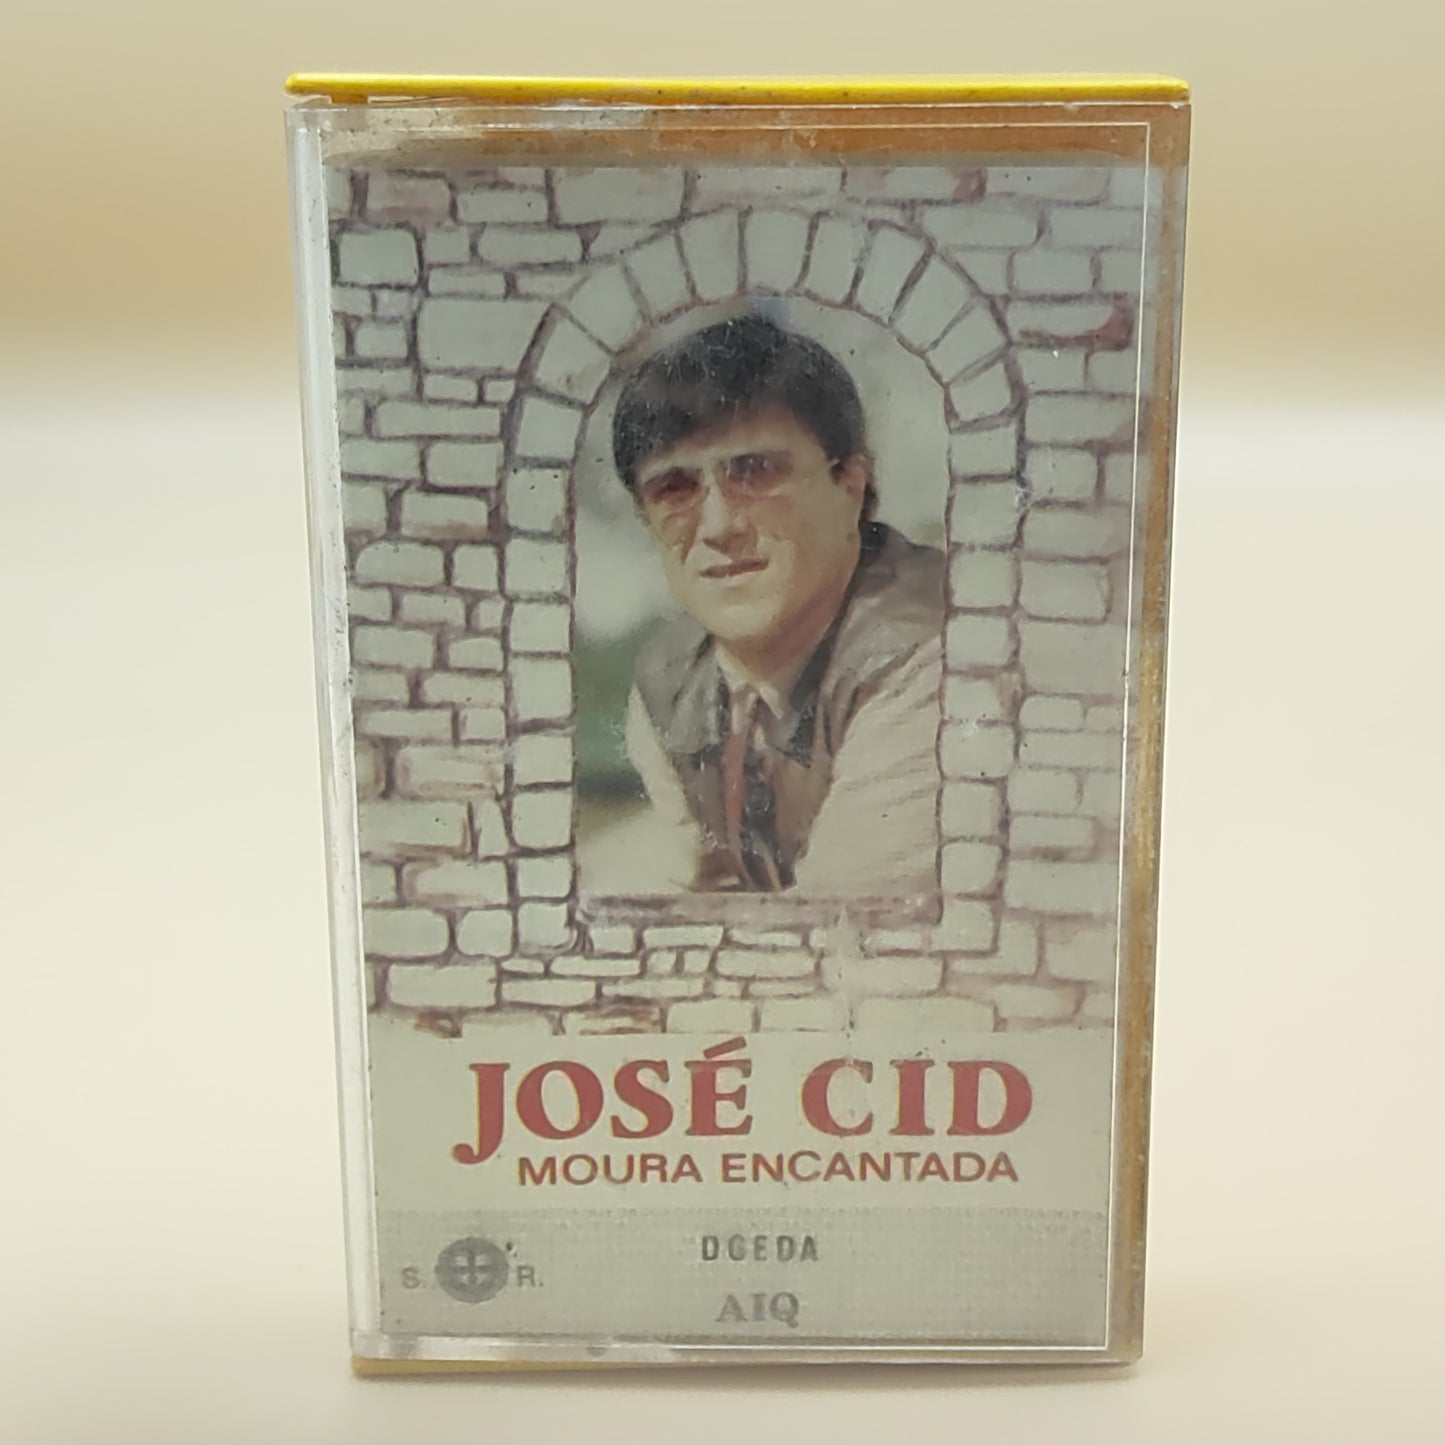 JOSÉ CID
MOURA ENCANTADA
DGEDA
S. R.
AIQ